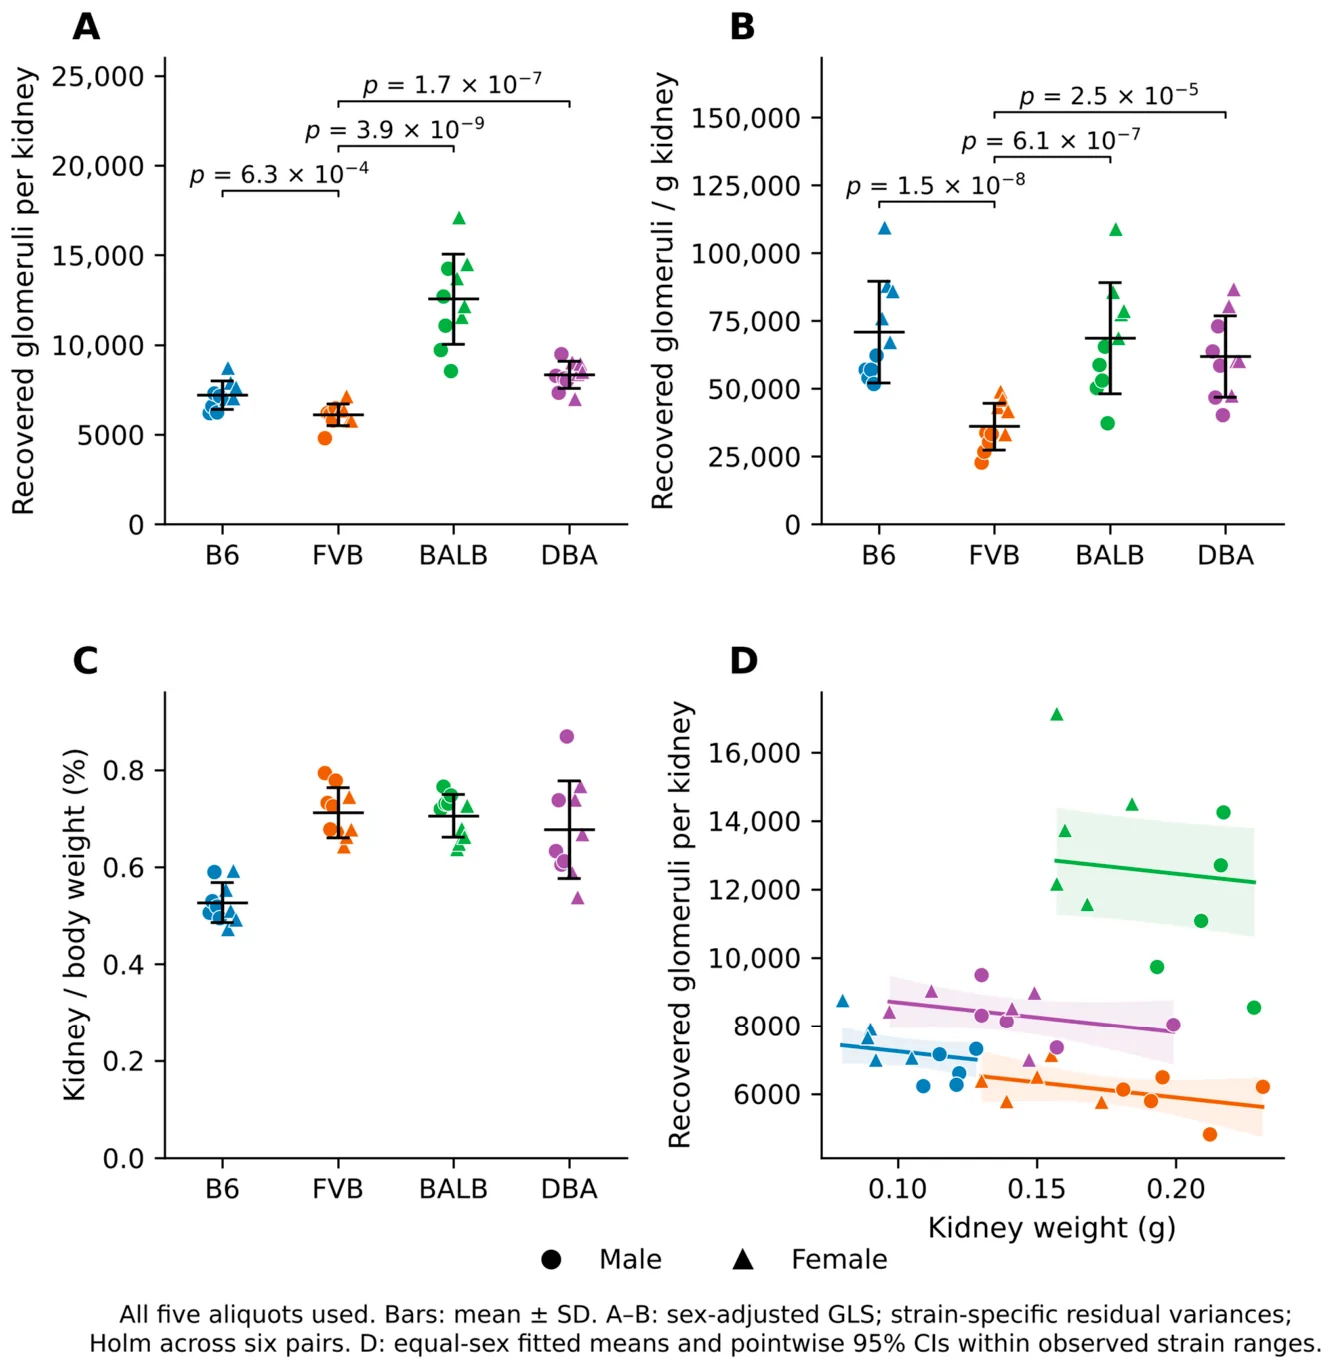 A
Recovered glomeruli per kidney
25,000
20,000
15,000
10,000
5000
0
p = 1.7 × 10⁻⁷
p = 3.9 × 10⁻⁹
p = 6.3 × 10⁻⁴
B6 FVB BALB DBA
B
Recovered glomeruli / g kidney
150,000
125,000
100,000
75,000
50,000
25,000
0
p = 2.5 × 10⁻⁵
p = 6.1 × 10⁻⁷
p = 1.5 × 10⁻⁸
B6 FVB BALB DBA
C
Kidney / body weight (%)
0.8
0.6
0.4
0.2
0.0
B6 FVB BALB DBA
D
Recovered glomeruli per kidney
16,000
14,000
12,000
10,000
8000
6000
0.10 0.15 0.20
Kidney weight (g)
Male Female
All five aliquots used. Bars: mean ± SD. A–B: sex-adjusted GLS; strain-specific residual variances;
Holm across six pairs. D: equal-sex fitted means and pointwise 95% CIs within observed strain ranges.